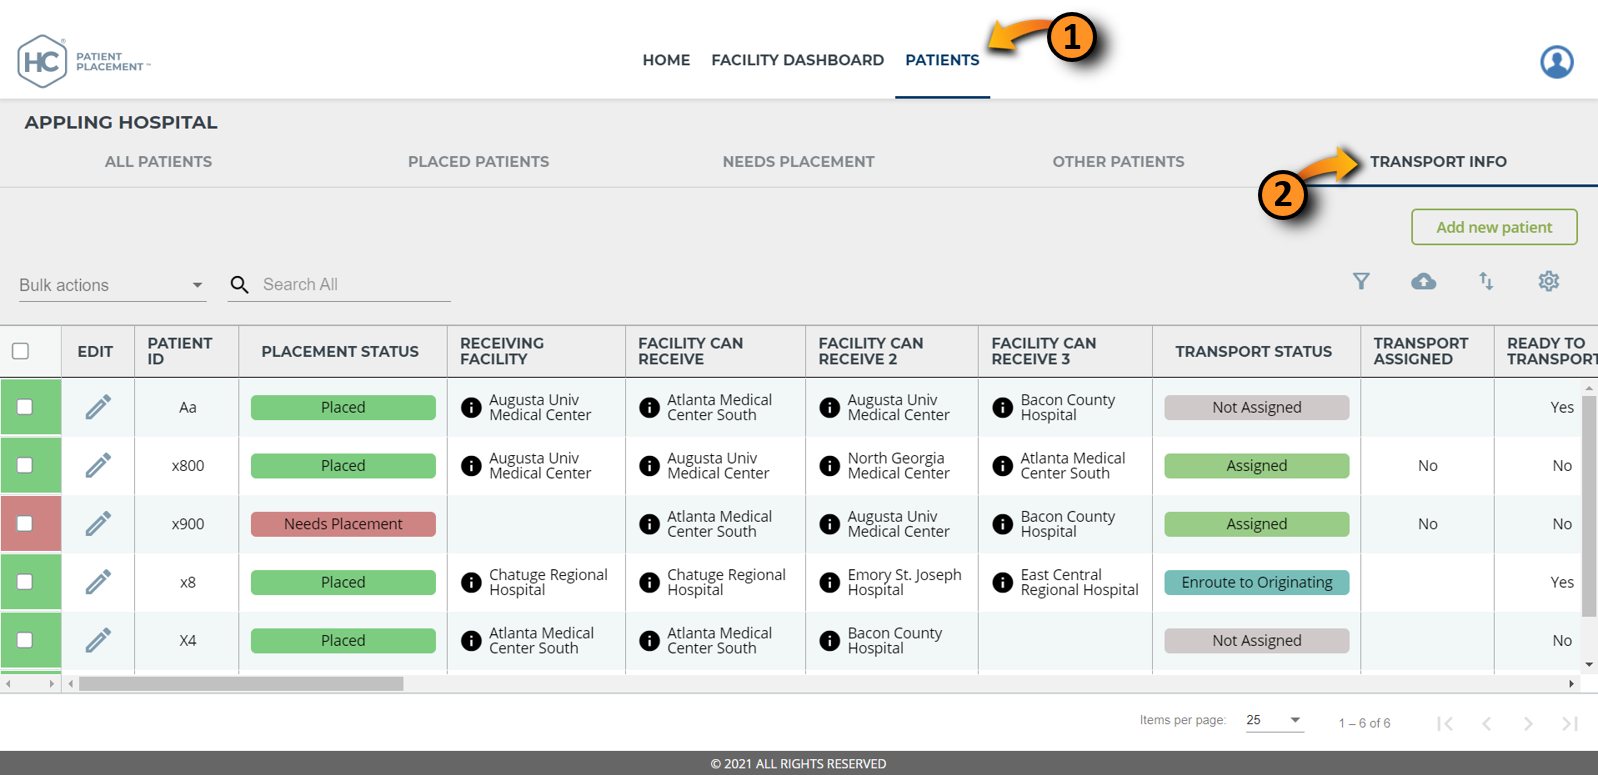 1
HC® PATIENT PLACEMENT™
HOME FACILITY DASHBOARD PATIENTS
APPLING HOSPITAL
ALL PATIENTS PLACED PATIENTS NEEDS PLACEMENT OTHER PATIENTS TRANSPORT INFO
2
Add new patient
Bulk actions Search All
EDIT
PATIENT ID
PLACEMENT STATUS
RECEIVING FACILITY
FACILITY CAN RECEIVE
FACILITY CAN RECEIVE 2
FACILITY CAN RECEIVE 3
TRANSPORT STATUS
TRANSPORT ASSIGNED
READY TO TRANSPORT
Aa Placed Augusta Univ Medical Center Atlanta Medical Center South Augusta Univ Medical Center Bacon County Hospital Not Assigned Yes
x800 Placed Augusta Univ Medical Center Augusta Univ Medical Center North Georgia Medical Center Atlanta Medical Center South Assigned No No
x900 Needs Placement Atlanta Medical Center South Augusta Univ Medical Center Bacon County Hospital Assigned No No
x8 Placed Chatuge Regional Hospital Chatuge Regional Hospital Emory St. Joseph Hospital East Central Regional Hospital Enroute to Originating Yes
X4 Placed Atlanta Medical Center South Atlanta Medical Center South Bacon County Hospital Not Assigned No
Items per page: 25 1 – 6 of 6
© 2021 ALL RIGHTS RESERVED